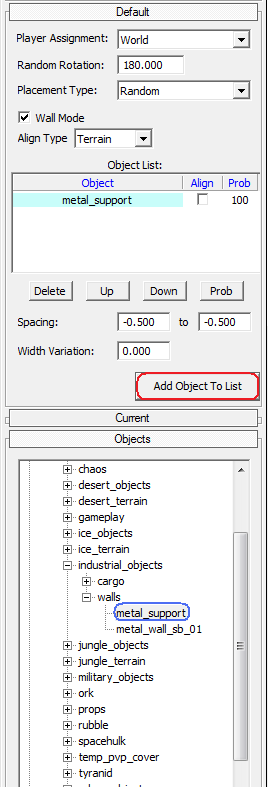 Default
Player Assignment: World
Random Rotation: 180.000
Placement Type: Random
Wall Mode
Align Type Terrain
Object List:
Object Align Prob
metal_support 100
Delete Up Down Prob
Spacing: -0.500 to -0.500
Width Variation: 0.000
Add Object To List
Current
Objects
chaos
desert_objects
desert_terrain
gameplay
ice_objects
ice_terrain
industrial_objects
cargo
walls
metal_support
metal_wall_sb_01
jungle_objects
jungle_terrain
military_objects
ork
props
rubble
spacehulk
temp_pvp_cover
tyranid